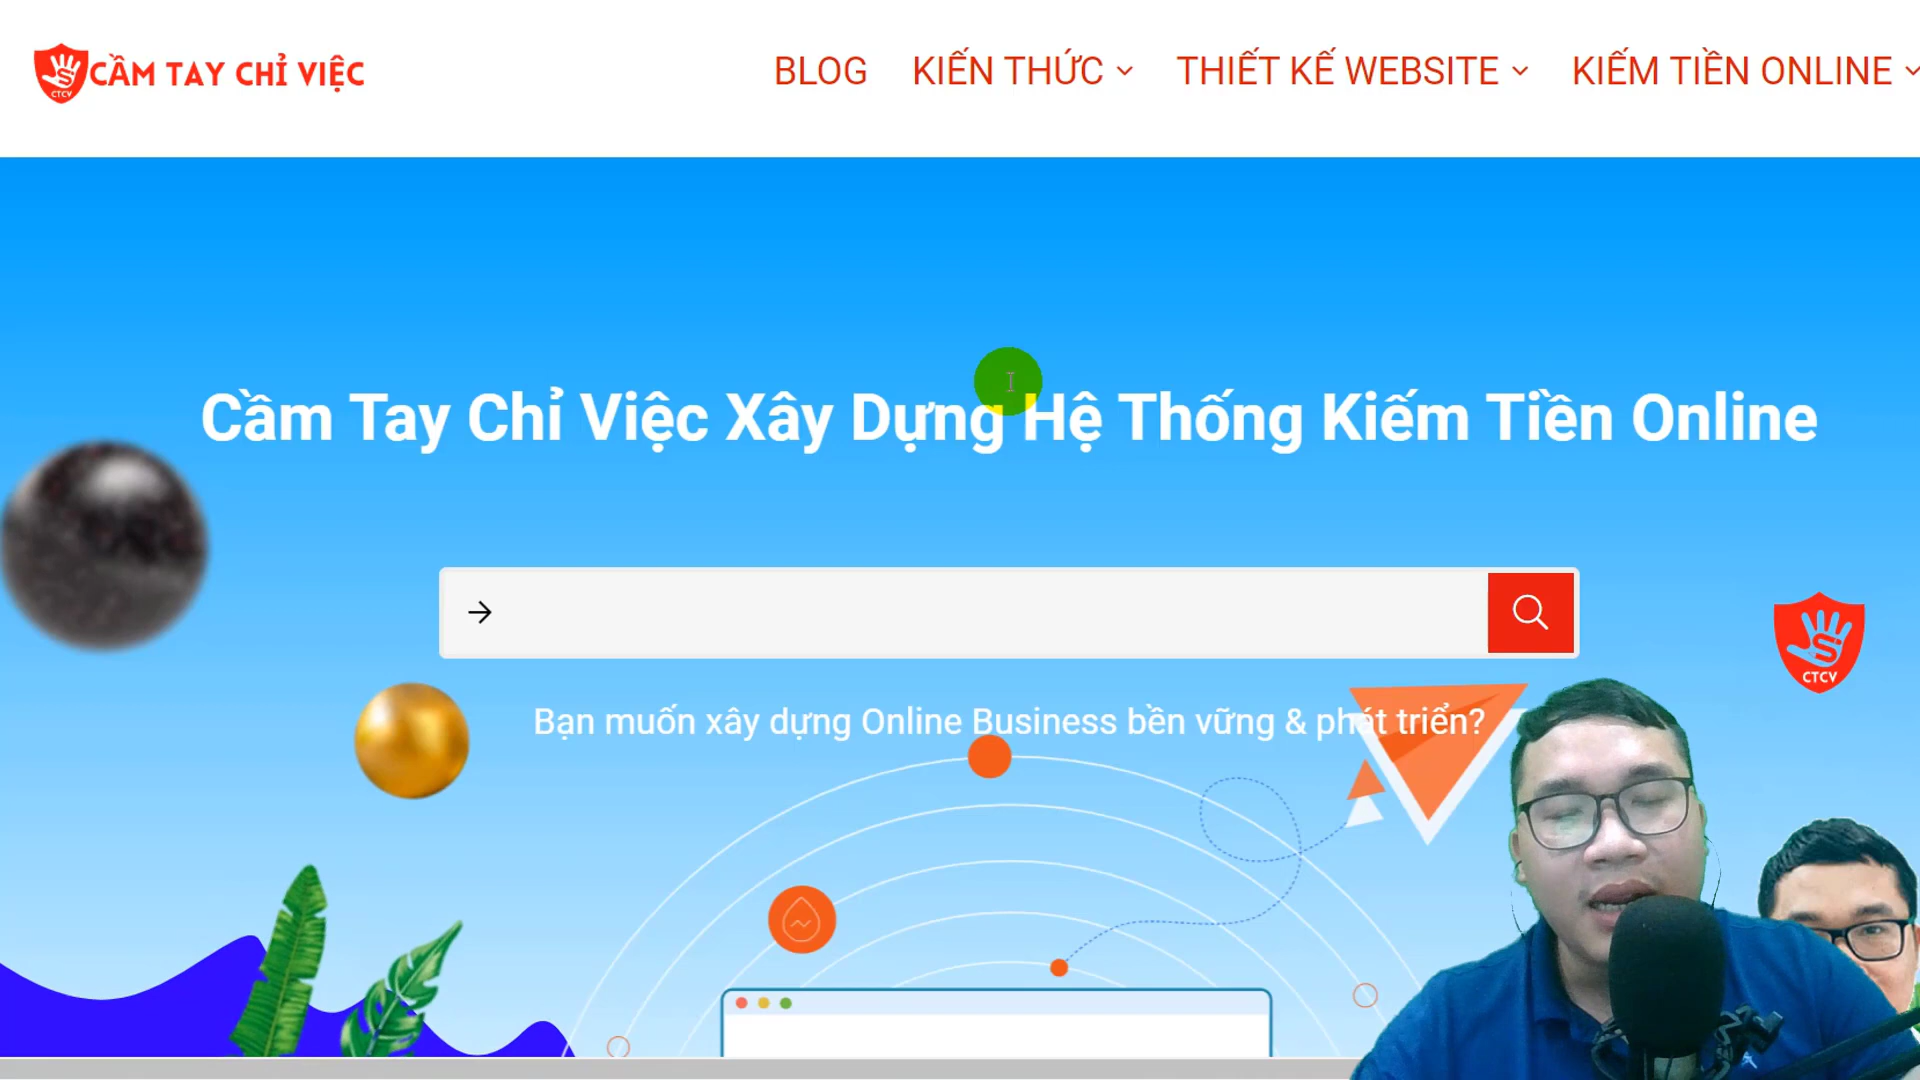 CẦM TAY CHỈ VIỆC
CTCV
BLOG
KIẾN THỨC
THIẾT KẾ WEBSITE
KIẾM TIỀN ONLINE
Cầm Tay Chỉ Việc Xây Dựng Hệ Thống Kiếm Tiền Online
CTCV
Bạn muốn xây dựng Online Business bền vững & phát triển?